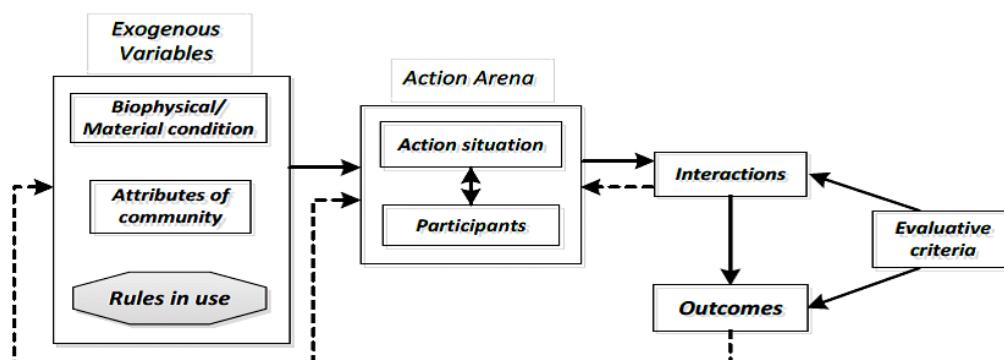 Exogenous
Variables
Biophysical/
Material condition
Attributes of
community
Rules in use
Action Arena
Action situation
Participants
Interactions
Outcomes
Evaluative
criteria